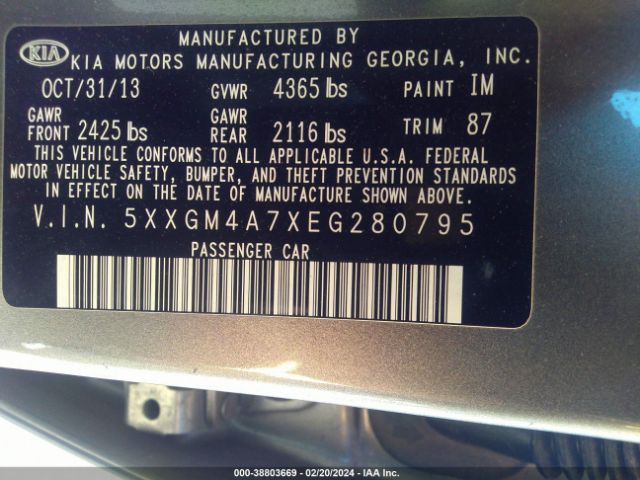 MANUFACTURED BY
KIA KIA MOTORS MANUFACTURING GEORGIA, INC.
OCT/31/13 GVWR 4365 lbs PAINT IM
GAWR FRONT 2425 lbs GAWR REAR 2116 lbs TRIM 87
THIS VEHICLE CONFORMS TO ALL APPLICABLE U.S.A. FEDERAL
MOTOR VEHICLE SAFETY, BUMPER, AND THEFT PREVENTION STANDARDS
IN EFFECT ON THE DATE OF MANUFACTURE SHOWN ABOVE.
V.I.N. 5XXGM4A7XEG280795
PASSENGER CAR
000-38803669 - 02/20/2024 - IAA Inc.